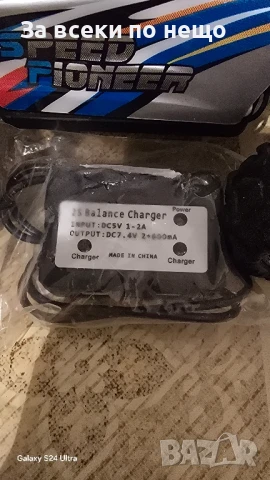 За всеки по нещо
SPEED
PIONEER
2S Balance Charger
Power
INPUT:DC5V 1-2A
OUTPUT:DC7.4V 2*600mA
Charger
Charger
MADE IN CHINA
Galaxy S24 Ultra
BAZAR